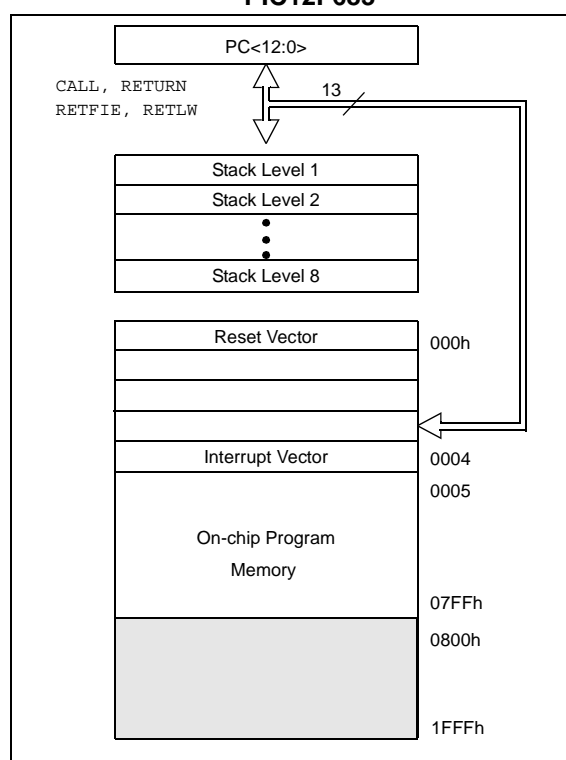 PC<12:0>
CALL, RETURN
RETFIE, RETLW
13
Stack Level 1
Stack Level 2
Stack Level 8
Reset Vector
000h
Interrupt Vector
0004
0005
On-chip Program
Memory
07FFh
0800h
1FFFh